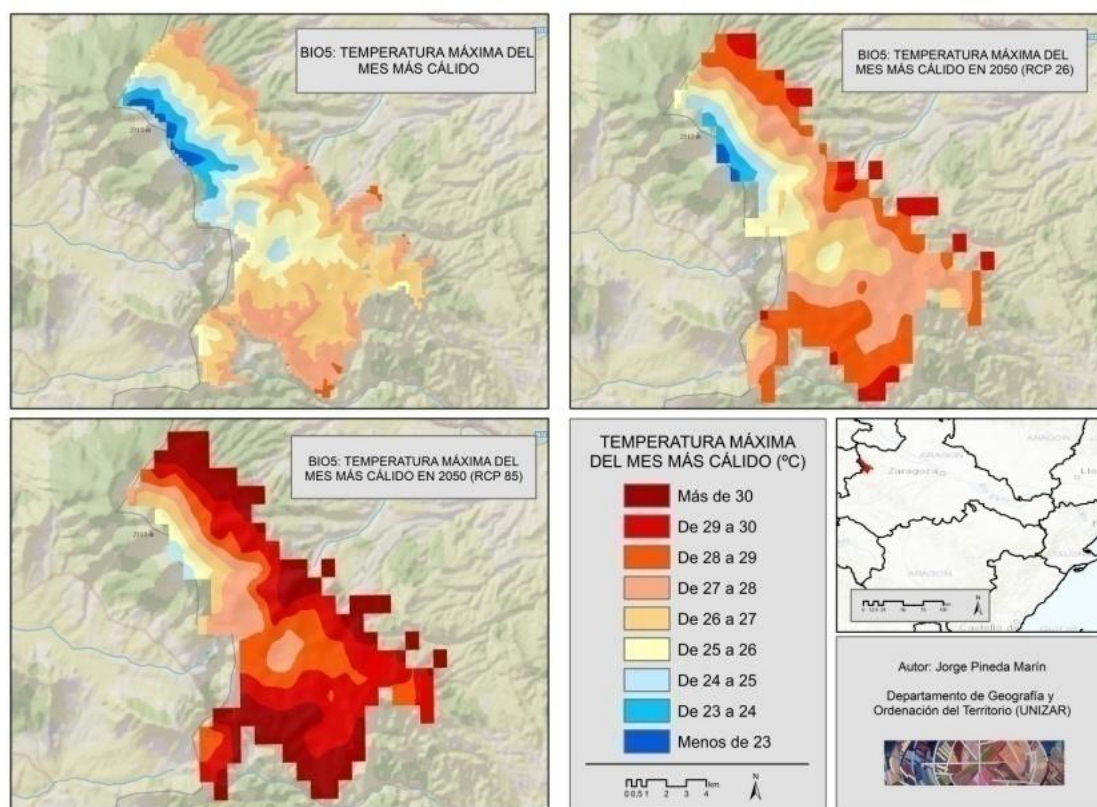 BIO5: TEMPERATURA MÁXIMA DEL
MES MÁS CÁLIDO
BIO5: TEMPERATURA MÁXIMA DEL
MES MÁS CÁLIDO EN 2050 (RCP 26)
BIO5: TEMPERATURA MÁXIMA DEL
MES MÁS CÁLIDO EN 2050 (RCP 85)
TEMPERATURA MÁXIMA
DEL MES MÁS CÁLIDO (ºC)
Más de 30
De 29 a 30
De 28 a 29
De 27 a 28
De 26 a 27
De 25 a 26
De 24 a 25
De 23 a 24
Menos de 23
0 0,5 1 2 3 4 km
N
ARAGON
Zaragoza
ARAGON
N
Autor: Jorge Pineda Marín
Departamento de Geografía y
Ordenación del Territorio (UNIZAR)